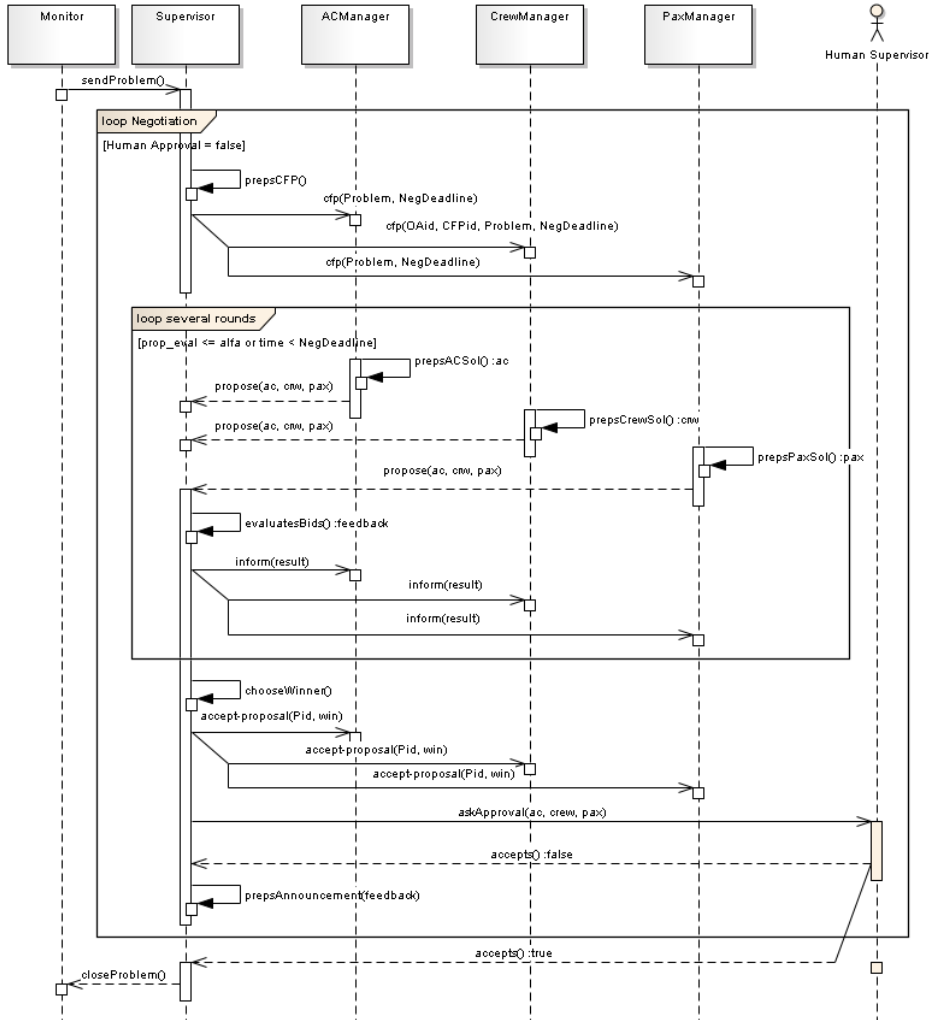 Monitor
Supervisor
ACManager
CrewManager
PaxManager
Human Supervisor
sendProblem()
loop Negotiation
[Human Approval = false]
prepsCFP()
cfp(Problem, NegDeadline)
cfp(OAid, CFPid, Problem, NegDeadline)
cfp(Problem, NegDeadline)
loop several rounds
[prop_eval <= alfa or time < NegDeadline]
prepsACSol() :ac
propose(ac, crw, pax)
prepsCrewSol() :crw
propose(ac, crw, pax)
prepsPaxSol() :pax
propose(ac, crw, pax)
evaluatesBids() :feedback
inform(result)
inform(result)
inform(result)
chooseWinner()
accept-proposal(Pid, win)
accept-proposal(Pid, win)
accept-proposal(Pid, win)
askApproval(ac, crew, pax)
accepts() :false
prepsAnnouncement(feedback)
accepts() :true
closeProblem()